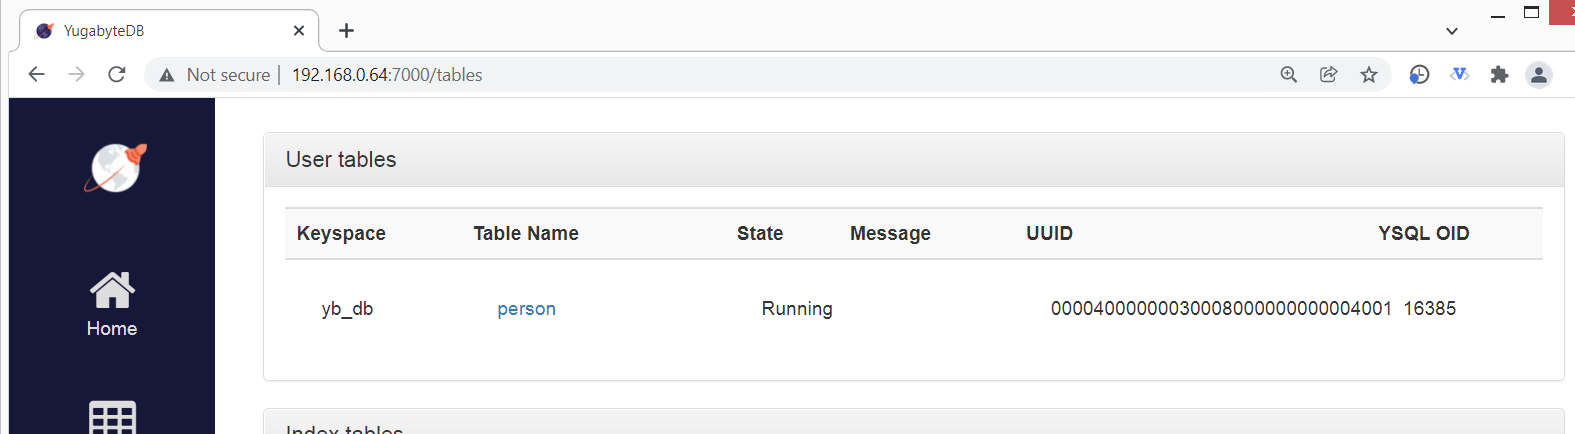 YugabyteDB
Not secure | 192.168.0.64:7000/tables
User tables
Keyspace Table Name State Message UUID YSQL OID
yb_db person Running 00004000000030008000000000004001 16385
Home
Index tables